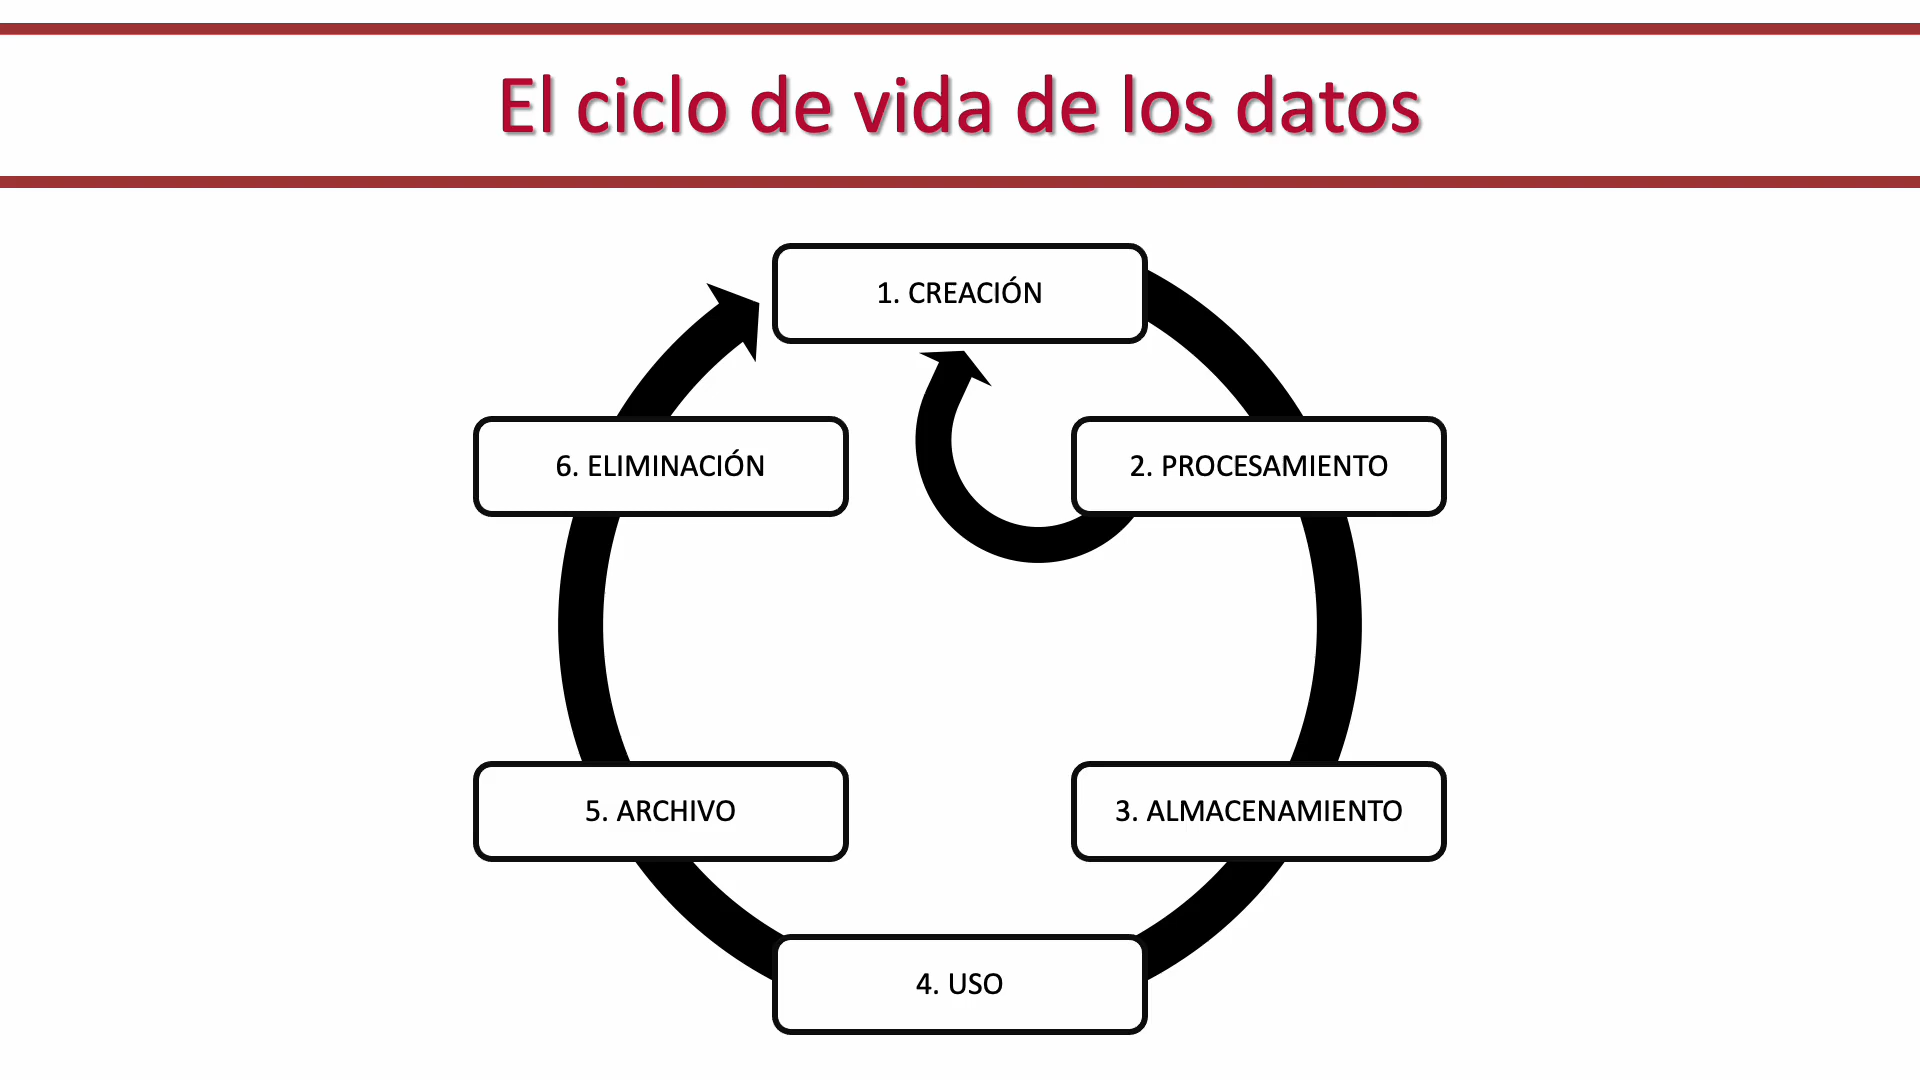 El ciclo de vida de los datos
1. CREACIÓN
2. PROCESAMIENTO
3. ALMACENAMIENTO
4. USO
5. ARCHIVO
6. ELIMINACIÓN